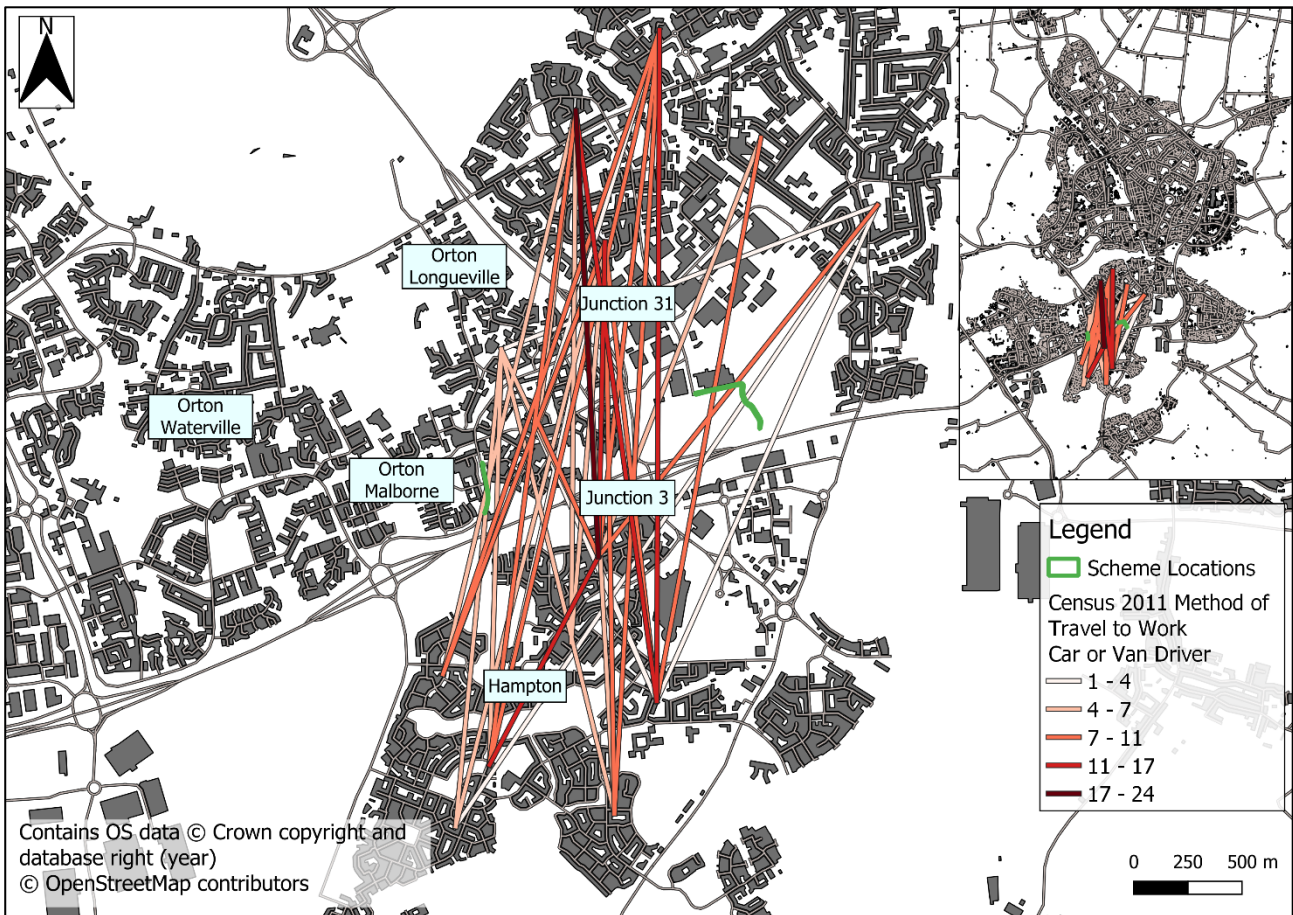 N
Orton
Longueville
Junction 31
Orton
Waterville
Orton
Malborne
Junction 3
Hampton
Legend
Scheme Locations
Census 2011 Method of
Travel to Work
Car or Van Driver
1 - 4
4 - 7
7 - 11
11 - 17
17 - 24
Contains OS data © Crown copyright and
database right (year)
© OpenStreetMap contributors
0 250 500 m